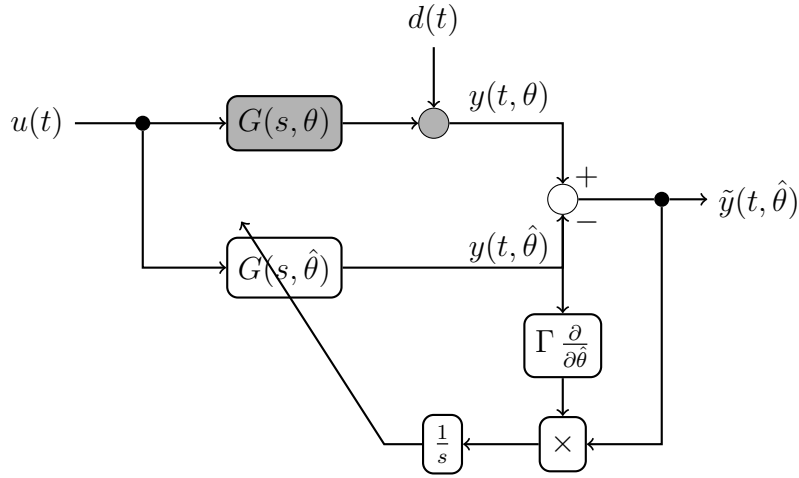 d(t)
u(t)
G(s, θ)
y(t, θ)
+
−
ỹ(t, θ̂)
G(s, θ̂)
y(t, θ̂)
Γ ∂/∂θ̂
1/s
×